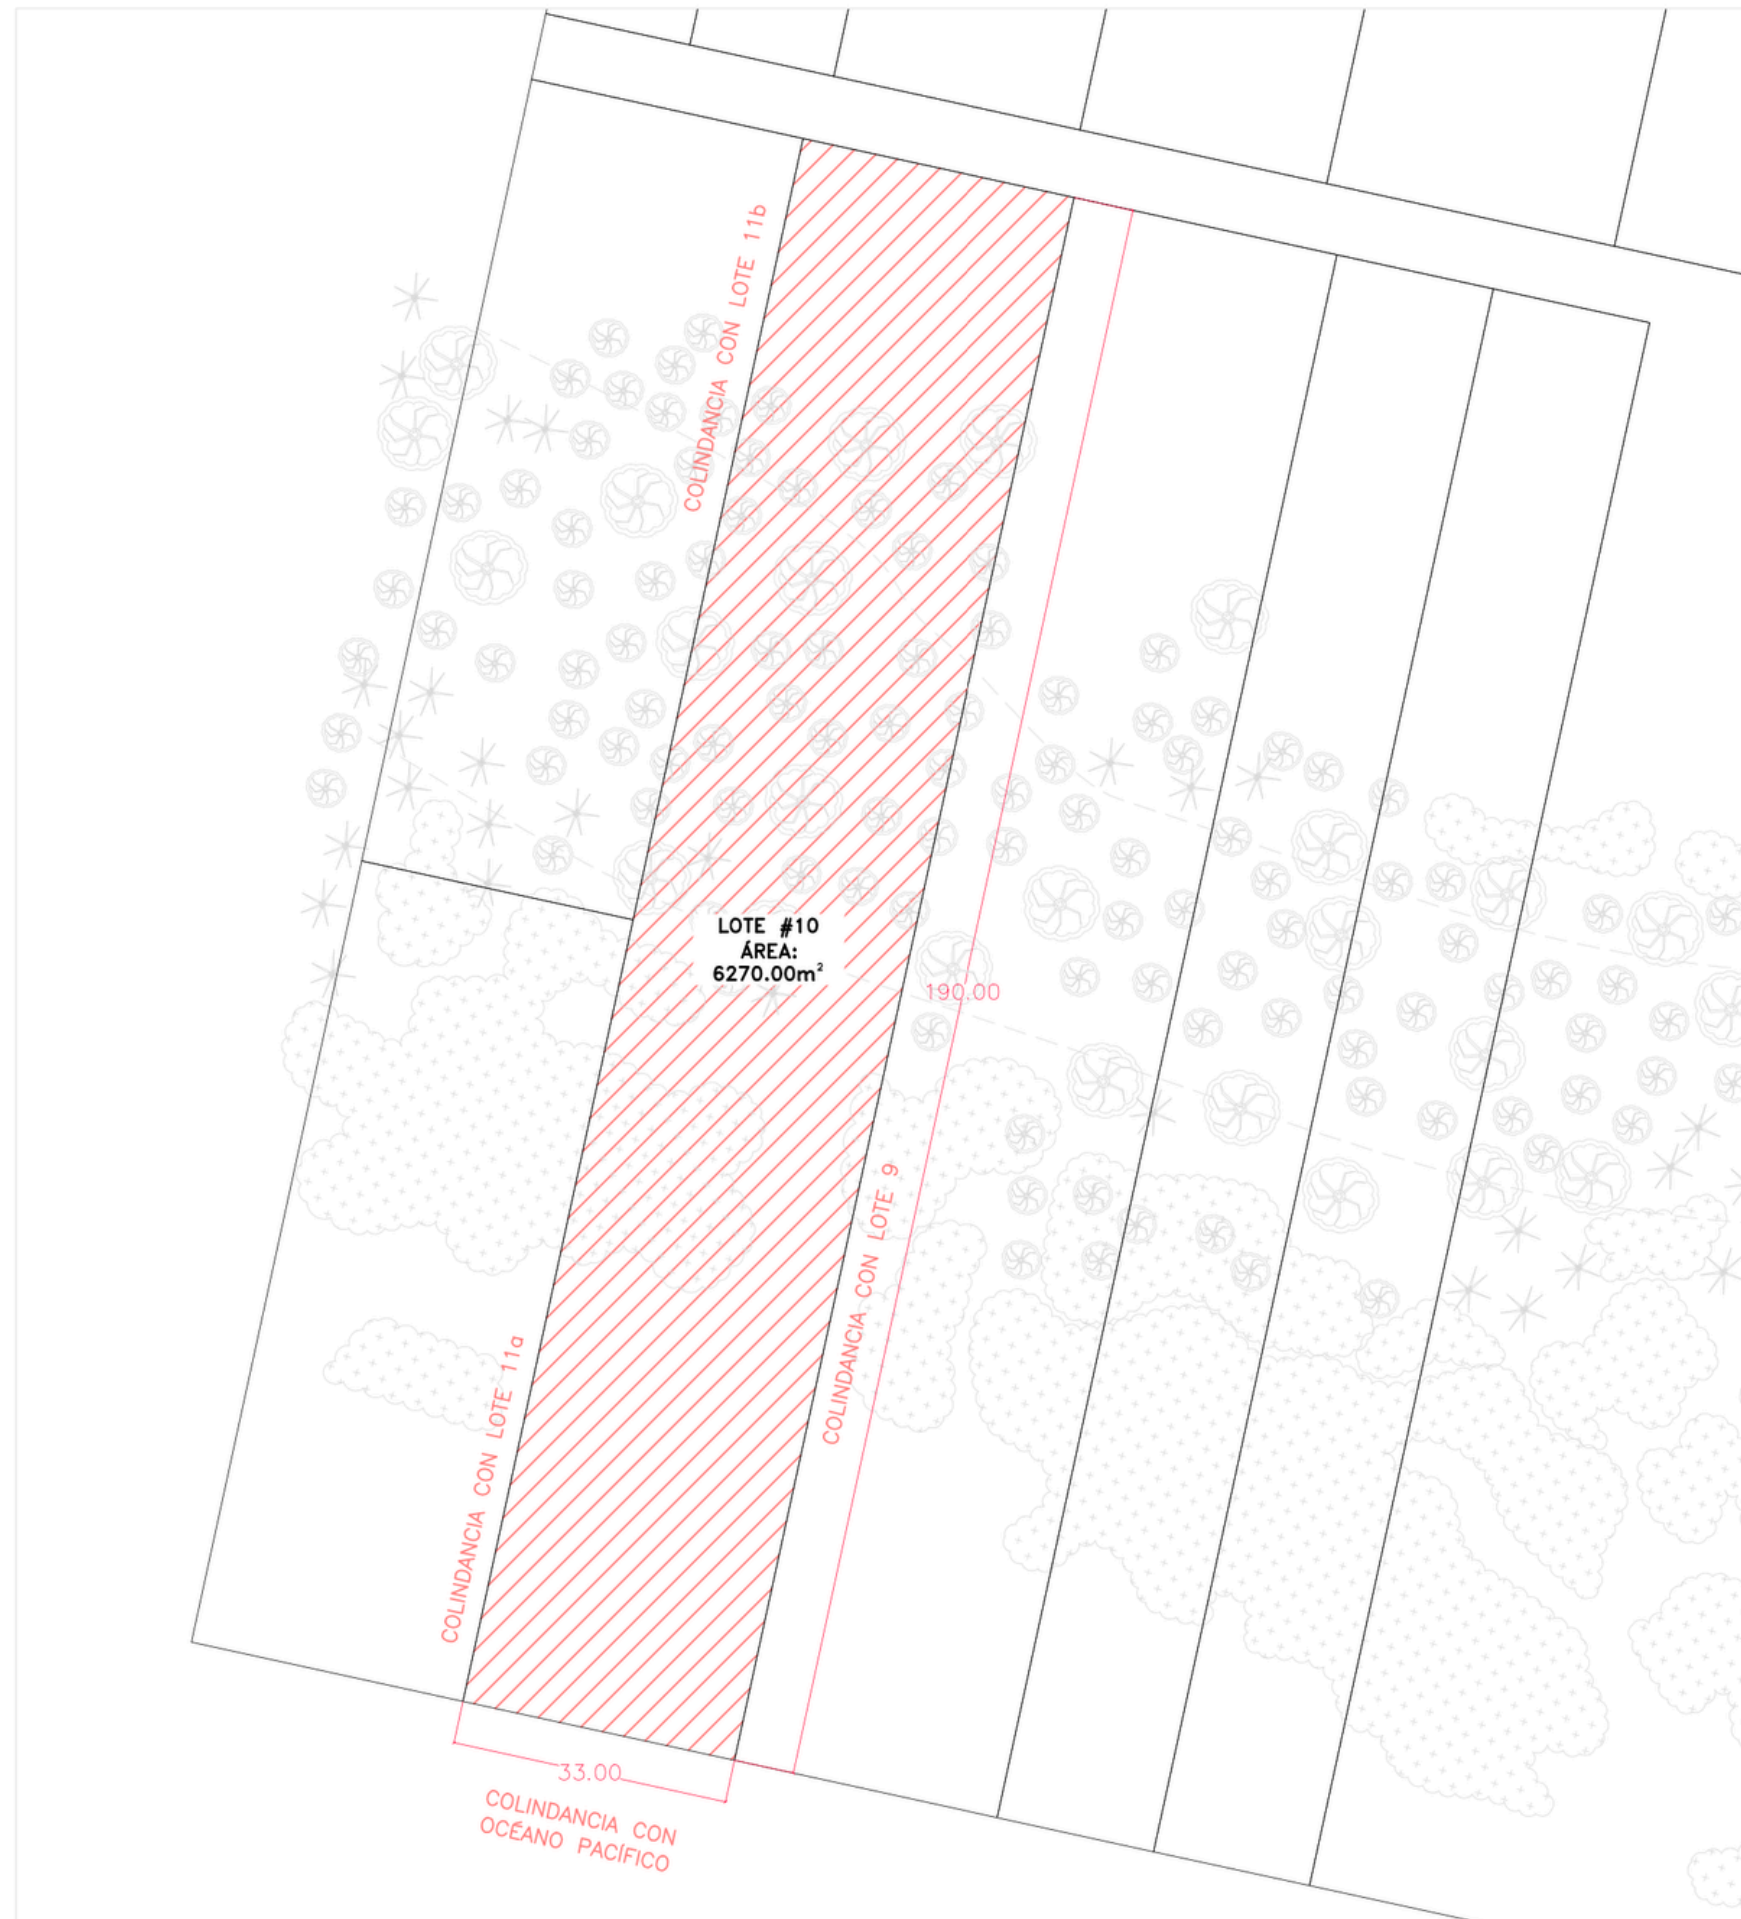 COLINDANCIA CON LOTE 11b
LOTE #10
ÁREA:
6270.00m²
190.00
COLINDANCIA CON LOTE 9
COLINDANCIA CON LOTE 11a
33.00
COLINDANCIA CON
OCÉANO PACÍFICO